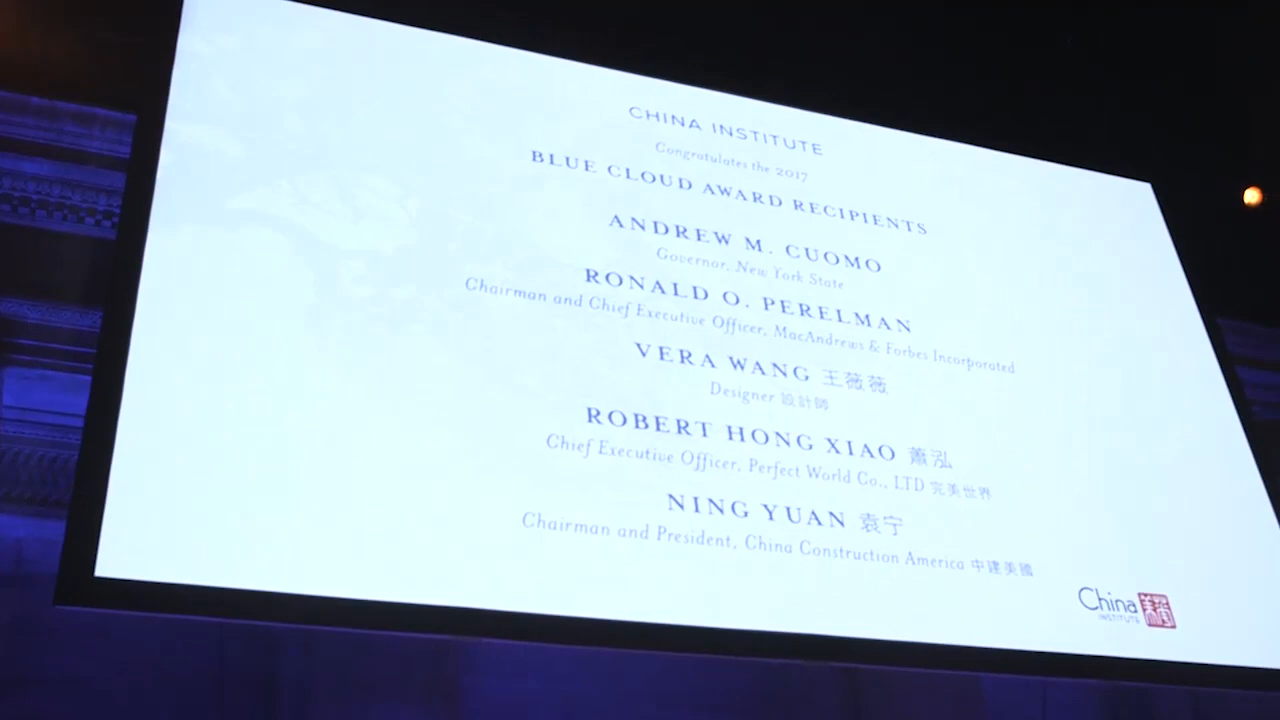 CHINA INSTITUTE
Congratulates the 2017
BLUE CLOUD AWARD RECIPIENTS
ANDREW M. CUOMO
Governor, New York State
RONALD O. PERELMAN
Chairman and Chief Executive Officer, MacAndrews & Forbes Incorporated
VERA WANG 王薇薇
Designer 設計師
ROBERT HONG XIAO 蕭泓
Chief Executive Officer, Perfect World Co., LTD 完美世界
NING YUAN 袁宁
Chairman and President, China Construction America 中建美國
China
INSTITUTE